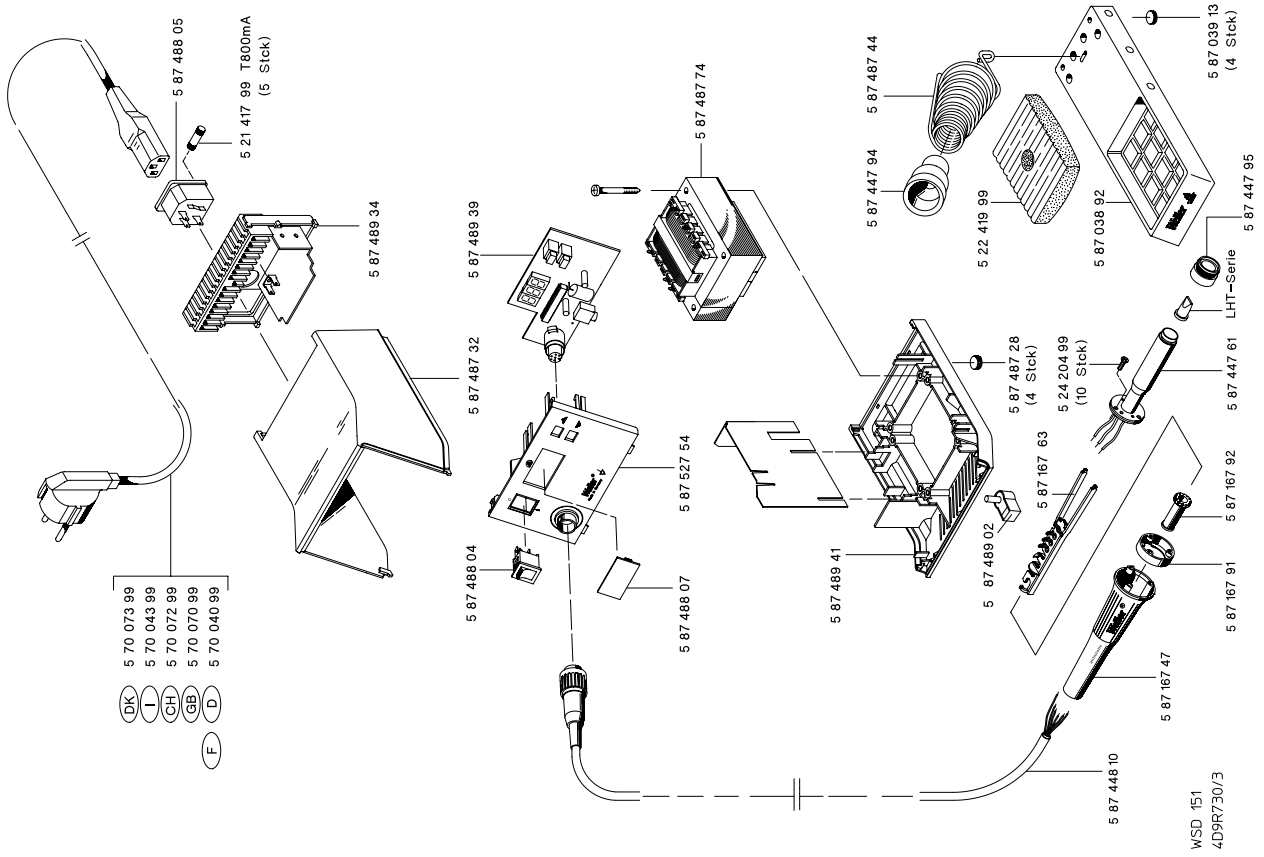 5 87 488 05
5 21 417 99 T800mA
(5 Stck)
5 87 489 34
5 87 487 32
DK 5 70 073 99
I 5 70 043 99
CH 5 70 072 99
GB 5 70 070 99
F D 5 70 040 99
5 87 489 39
5 87 527 54
Weller®
5 87 488 04
5 87 488 07
5 87 487 74
5 87 487 28
(4 Stck)
5 87 489 41
5 87 489 02
5 87 487 44
5 87 447 94
5 22 419 99
5 87 038 92
Weller
5 87 039 13
(4 Stck)
5 87 447 95
LHT-Serie
5 24 204 99
(10 Stck)
5 87 447 61
5 87 167 63
5 87 167 92
5 87 167 91
Weller®
5 87 167 47
5 87 448 10
WSD 151
4D9R730/3